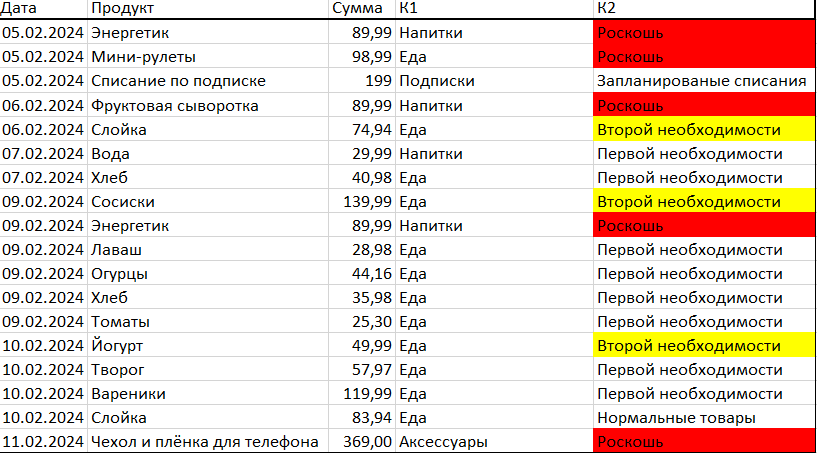 Дата Продукт Сумма К1 К2
05.02.2024 Энергетик 89,99 Напитки Роскошь
05.02.2024 Мини-рулеты 98,99 Еда Роскошь
05.02.2024 Списание по подписке 199 Подписки Запланированые списания
06.02.2024 Фруктовая сыворотка 89,99 Напитки Роскошь
06.02.2024 Слойка 74,94 Еда Второй необходимости
07.02.2024 Вода 29,99 Напитки Первой необходимости
07.02.2024 Хлеб 40,98 Еда Первой необходимости
09.02.2024 Сосиски 139,99 Еда Второй необходимости
09.02.2024 Энергетик 89,99 Напитки Роскошь
09.02.2024 Лаваш 28,98 Еда Первой необходимости
09.02.2024 Огурцы 44,16 Еда Первой необходимости
09.02.2024 Хлеб 35,98 Еда Первой необходимости
09.02.2024 Томаты 25,30 Еда Первой необходимости
10.02.2024 Йогурт 49,99 Еда Второй необходимости
10.02.2024 Творог 57,97 Еда Первой необходимости
10.02.2024 Вареники 119,99 Еда Первой необходимости
10.02.2024 Слойка 83,94 Еда Нормальные товары
11.02.2024 Чехол и плёнка для телефона 369,00 Аксессуары Роскошь